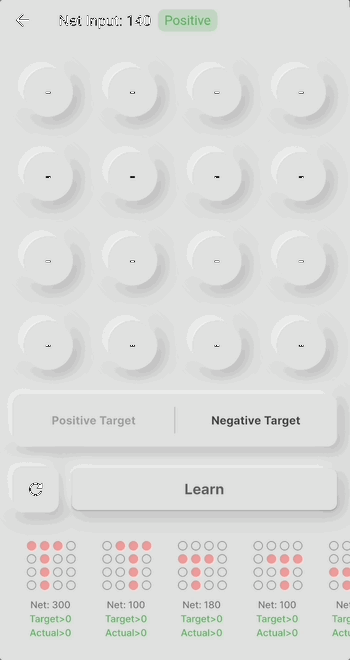 Net Input: 140 Positive
- - - -
- - - -
- - - -
- - - -
Positive Target Negative Target
Learn
Net: 300 Net: 100 Net: 180 Net: 100 Net
Target>0 Target>0 Target>0 Target>0 Targ
Actual>0 Actual>0 Actual>0 Actual>0 Actu